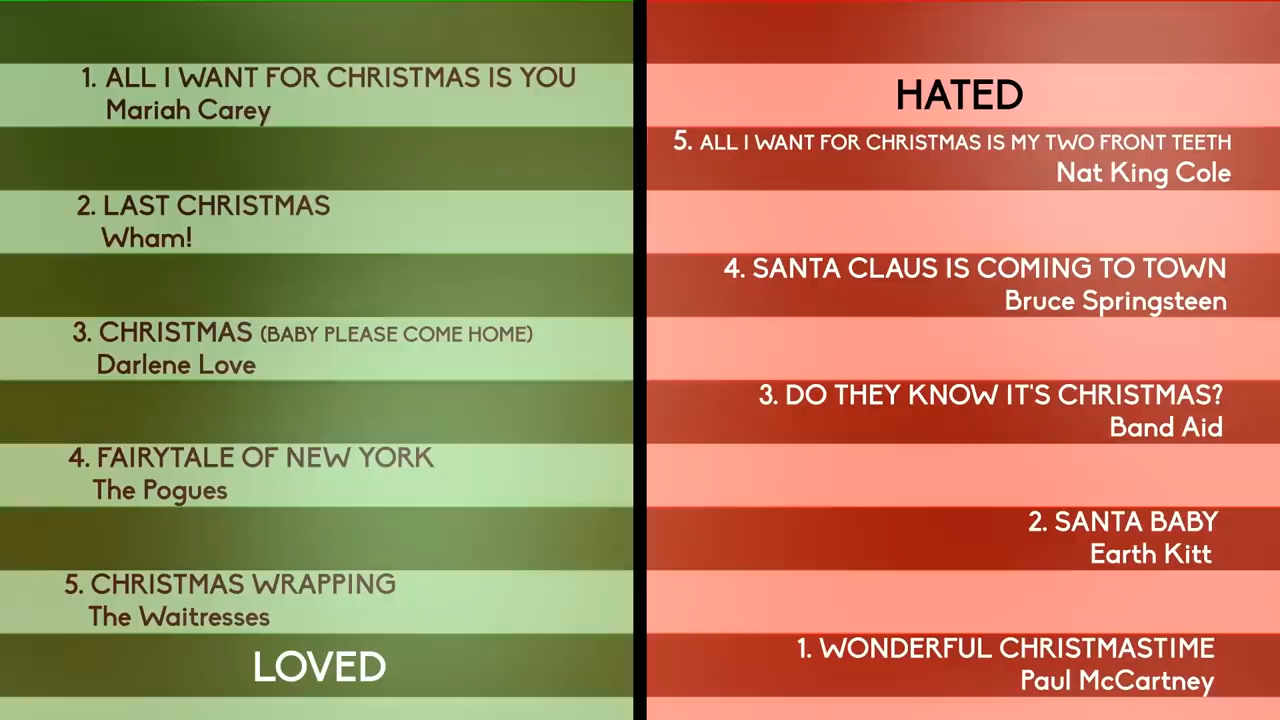 1. ALL I WANT FOR CHRISTMAS IS YOU
Mariah Carey
2. LAST CHRISTMAS
Wham!
3. CHRISTMAS (BABY PLEASE COME HOME)
Darlene Love
4. FAIRYTALE OF NEW YORK
The Pogues
5. CHRISTMAS WRAPPING
The Waitresses
LOVED
HATED
5. ALL I WANT FOR CHRISTMAS IS MY TWO FRONT TEETH
Nat King Cole
4. SANTA CLAUS IS COMING TO TOWN
Bruce Springsteen
3. DO THEY KNOW IT'S CHRISTMAS?
Band Aid
2. SANTA BABY
Earth Kitt
1. WONDERFUL CHRISTMASTIME
Paul McCartney